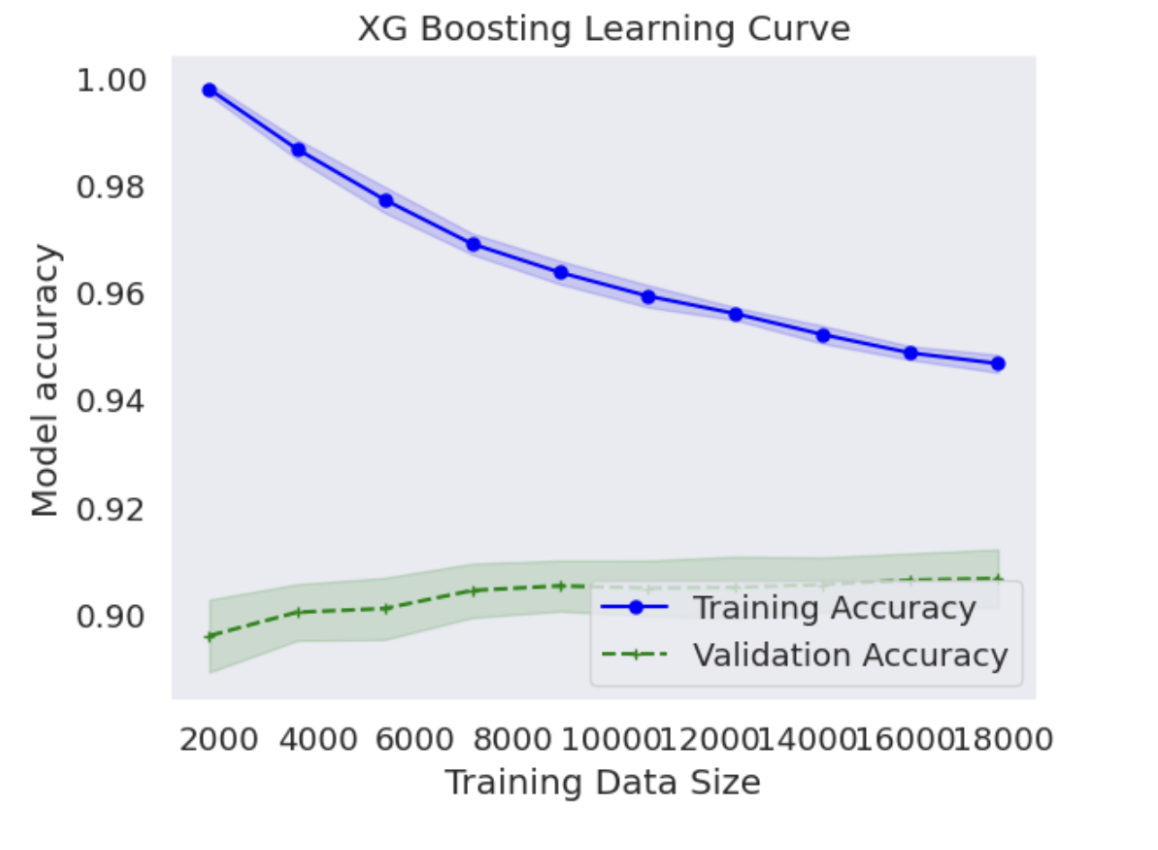 XG Boosting Learning Curve
1.00
0.98
0.96
0.94
0.92
0.90
Model accuracy
Training Accuracy
Validation Accuracy
2000 4000 6000 8000 10000 12000 14000 16000 18000
Training Data Size